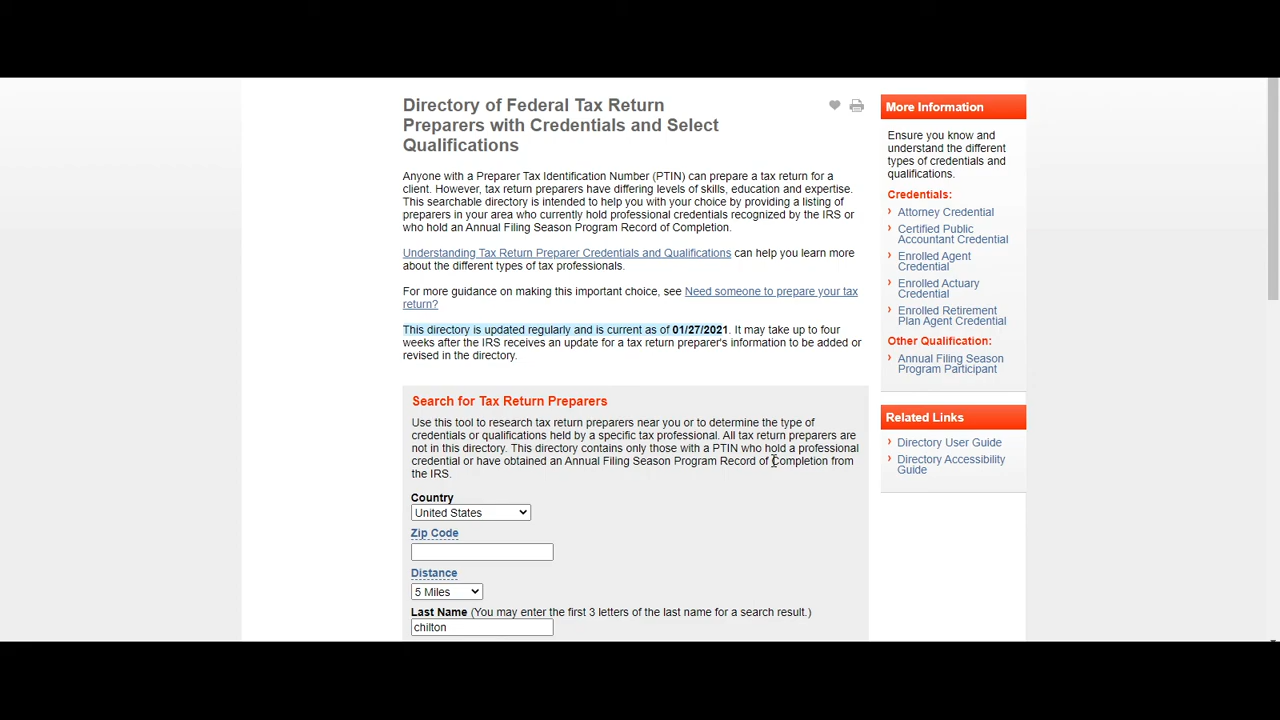 Directory of Federal Tax Return
Preparers with Credentials and Select
Qualifications
Anyone with a Preparer Tax Identification Number (PTIN) can prepare a tax return for a
client. However, tax return preparers have differing levels of skills, education and expertise.
This searchable directory is intended to help you with your choice by providing a listing of
preparers in your area who currently hold professional credentials recognized by the IRS or
who hold an Annual Filing Season Program Record of Completion.
Understanding Tax Return Preparer Credentials and Qualifications can help you learn more
about the different types of tax professionals.
For more guidance on making this important choice, see Need someone to prepare your tax
return?
This directory is updated regularly and is current as of 01/27/2021. It may take up to four
weeks after the IRS receives an update for a tax return preparer's information to be added or
revised in the directory.
Search for Tax Return Preparers
Use this tool to research tax return preparers near you or to determine the type of
credentials or qualifications held by a specific tax professional. All tax return preparers are
not in this directory. This directory contains only those with a PTIN who hold a professional
credential or have obtained an Annual Filing Season Program Record of Completion from
the IRS.
Country
United States
Zip Code
Distance
5 Miles
Last Name (You may enter the first 3 letters of the last name for a search result.)
chilton
More Information
Ensure you know and
understand the different
types of credentials and
qualifications.
Credentials:
Attorney Credential
Certified Public
Accountant Credential
Enrolled Agent
Credential
Enrolled Actuary
Credential
Enrolled Retirement
Plan Agent Credential
Other Qualification:
Annual Filing Season
Program Participant
Related Links
Directory User Guide
Directory Accessibility
Guide